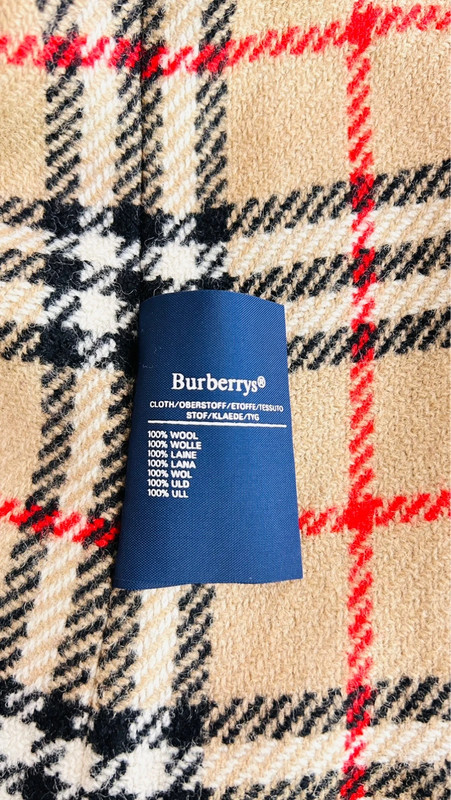 Burberrys®
CLOTH/OBERSTOFF/ETOFFE/TESSUTO
STOF/KLAEDE/TYG
100% WOOL
100% WOLLE
100% LAINE
100% LANA
100% WOL
100% ULD
100% ULL